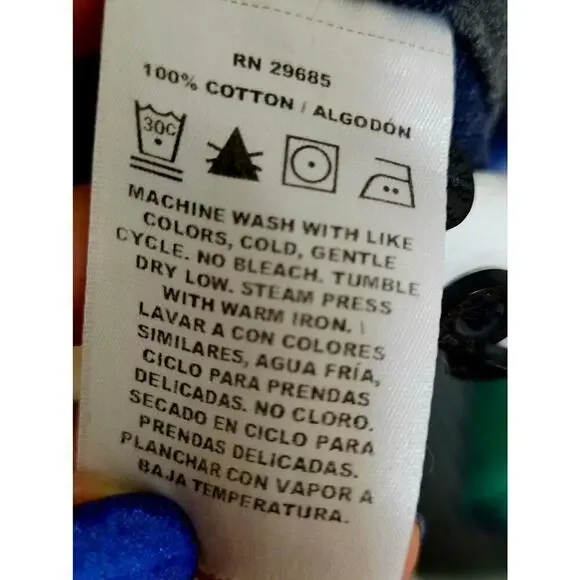 RN 29685
100% COTTON / ALGODÓN
30C
MACHINE WASH WITH LIKE
COLORS, COLD, GENTLE
CYCLE. NO BLEACH. TUMBLE
DRY LOW. STEAM PRESS
WITH WARM IRON. \
LAVAR A CON COLORES
SIMILARES, AGUA FRÍA,
CICLO PARA PRENDAS
DELICADAS. NO CLORO.
SECADO EN CICLO PARA
PRENDAS DELICADAS.
PLANCHAR CON VAPOR A
BAJA TEMPERATURA.